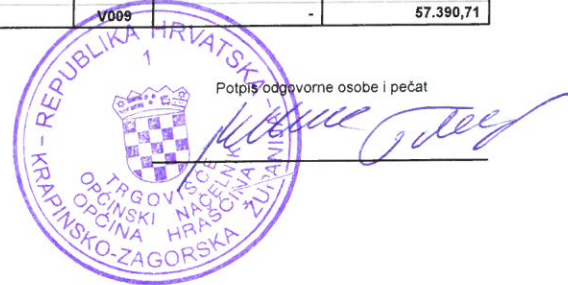 V009 - 57.390,71
Potpis odgovorne osobe i pečat
REPUBLIKA HRVATSKA
KRAPINSKO-ZAGORSKA ŽUPANIJA
1
OPĆINA HRAŠĆINA
OPĆINSKI NAČELNIK
TRGOVIŠĆE